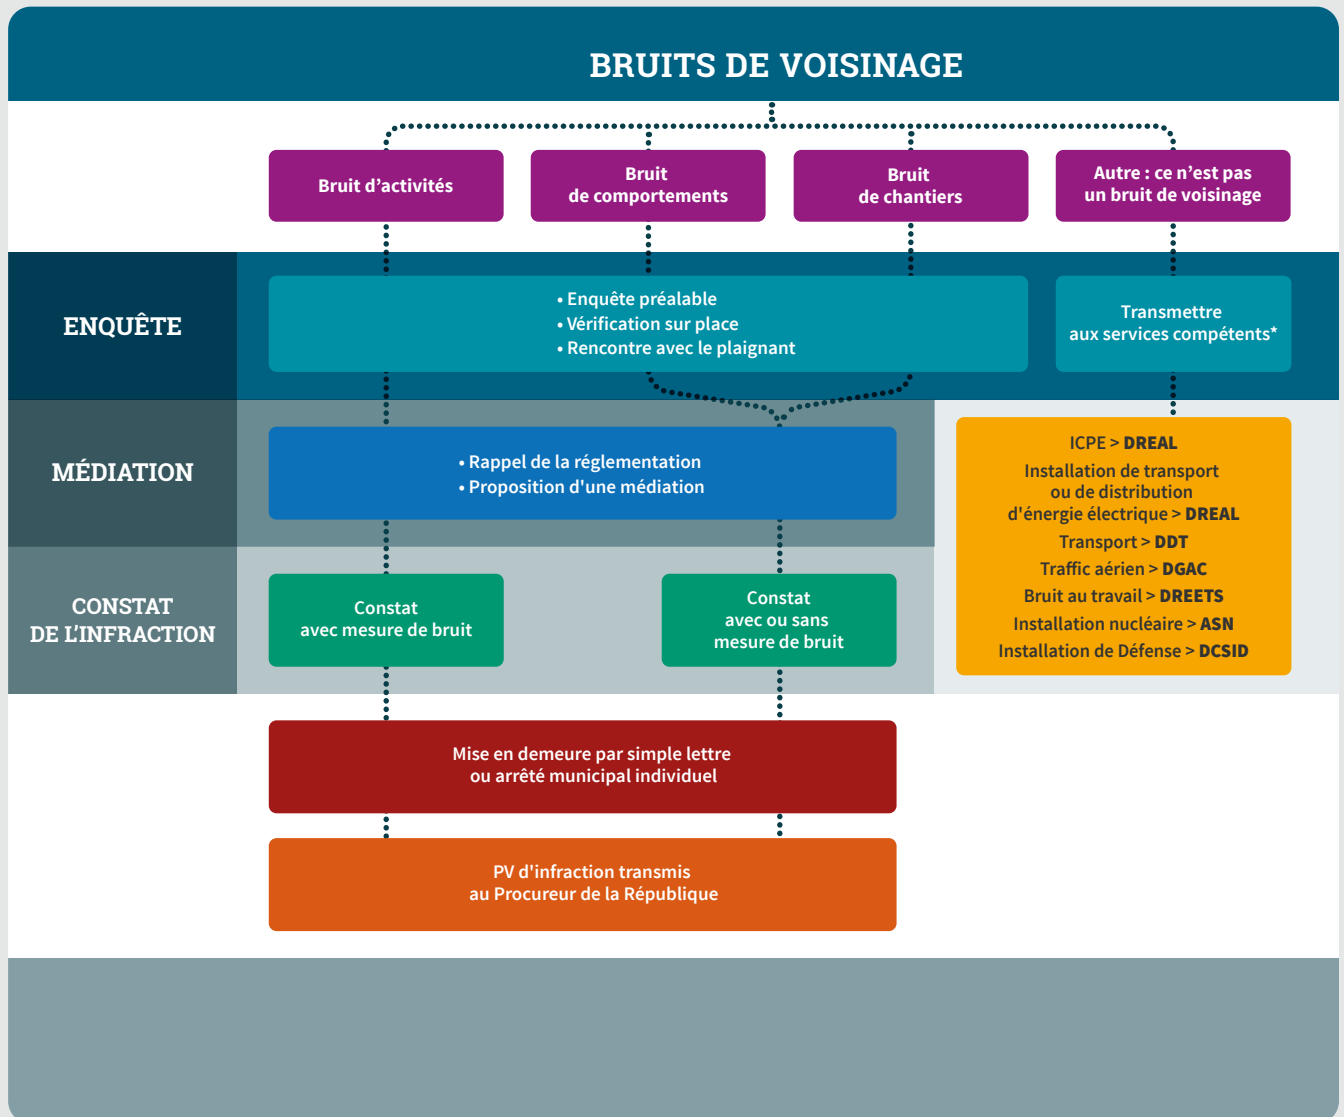 BRUITS DE VOISINAGE
Bruit d’activités
Bruit
de comportements
Bruit
de chantiers
Autre : ce n’est pas
un bruit de voisinage
ENQUÊTE
• Enquête préalable
• Vérification sur place
• Rencontre avec le plaignant
Transmettre
aux services compétents*
MÉDIATION
• Rappel de la réglementation
• Proposition d'une médiation
ICPE > DREAL
Installation de transport
ou de distribution
d'énergie électrique > DREAL
Transport > DDT
Traffic aérien > DGAC
Bruit au travail > DREETS
Installation nucléaire > ASN
Installation de Défense > DCSID
CONSTAT
DE L’INFRACTION
Constat
avec mesure de bruit
Constat
avec ou sans
mesure de bruit
Mise en demeure par simple lettre
ou arrêté municipal individuel
PV d'infraction transmis
au Procureur de la République